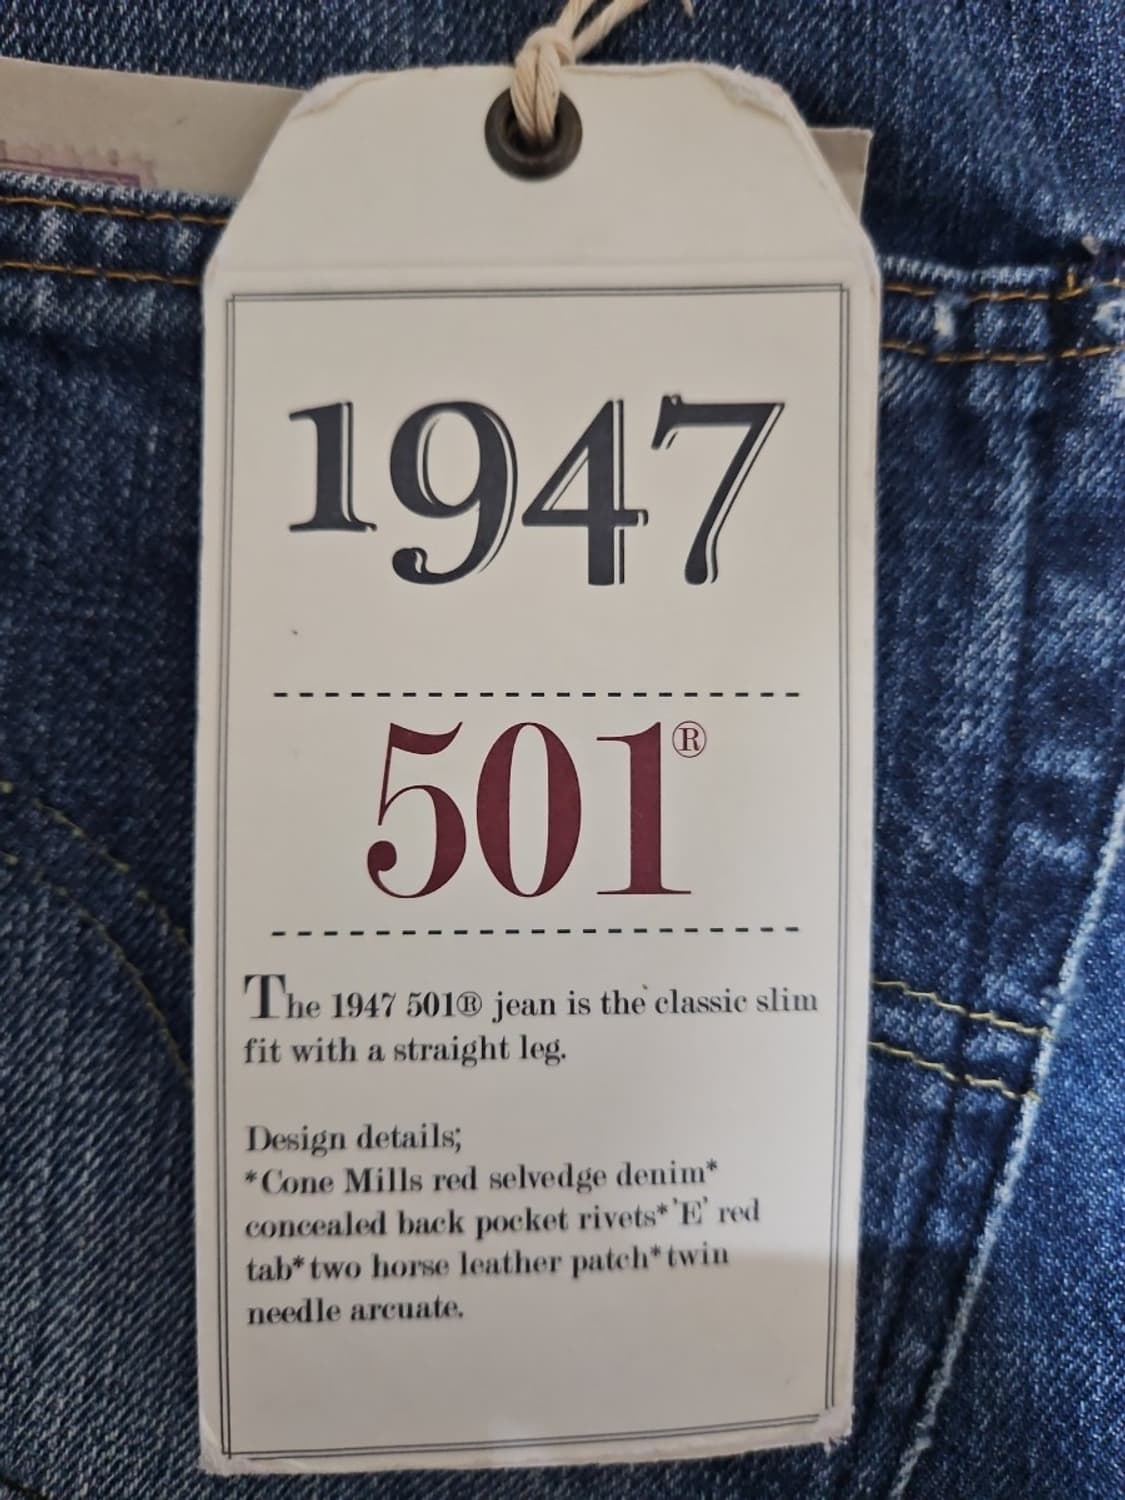 1947
501®
The 1947 501® jean is the classic slim
fit with a straight leg.
Design details;
*Cone Mills red selvedge denim*
concealed back pocket rivets*'E' red
tab*two horse leather patch*twin
needle arcuate.